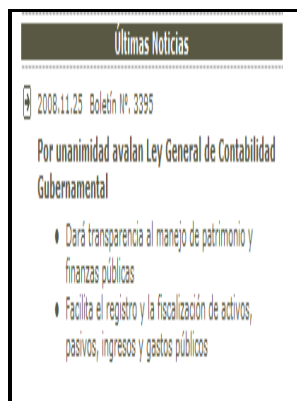 Últimas Noticias
2008.11.25 Boletín Nº. 3395
Por unanimidad avalan Ley General de Contabilidad
Gubernamental
• Dará transparencia al manejo de patrimonio y
finanzas públicas
• Facilita el registro y la fiscalización de activos,
pasivos, ingresos y gastos públicos